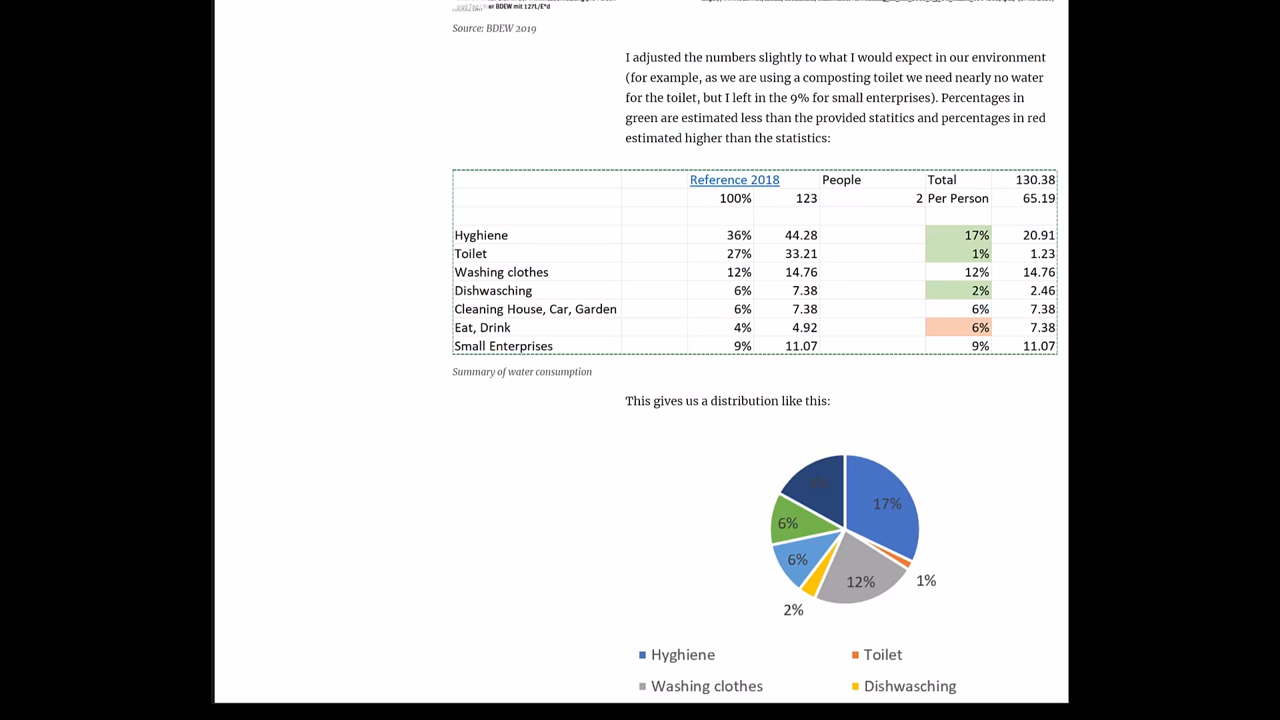 er BDEW mit 127L/E*d
Source: BDEW 2019
I adjusted the numbers slightly to what I would expect in our environment
(for example, as we are using a composting toilet we need nearly no water
for the toilet, but I left in the 9% for small enterprises). Percentages in
green are estimated less than the provided statitics and percentages in red
estimated higher than the statistics:
Reference 2018 People Total 130.38
100% 123 2 Per Person 65.19
Hyghiene 36% 44.28 17% 20.91
Toilet 27% 33.21 1% 1.23
Washing clothes 12% 14.76 12% 14.76
Dishwasching 6% 7.38 2% 2.46
Cleaning House, Car, Garden 6% 7.38 6% 7.38
Eat, Drink 4% 4.92 6% 7.38
Small Enterprises 9% 11.07 9% 11.07
Summary of water consumption
This gives us a distribution like this:
9%
17%
6%
6%
12%
1%
2%
Hyghiene Toilet
Washing clothes Dishwasching